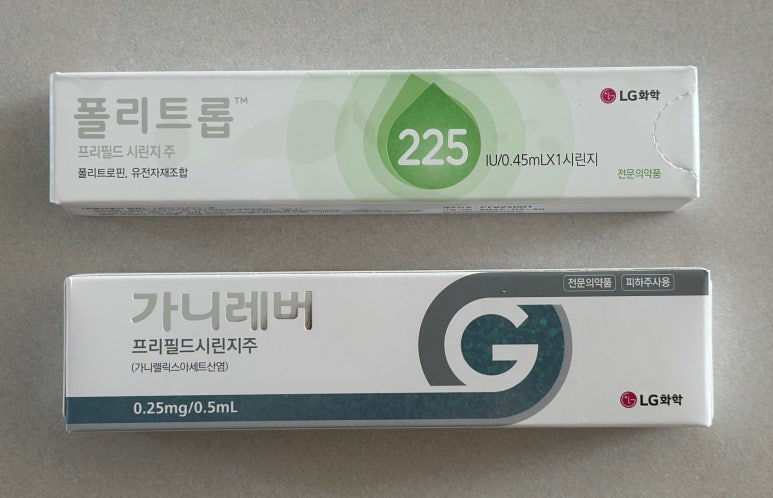 폴리트롭™
프리필드 시린지 주
폴리트로핀, 유전자재조합
225
IU/0.45mLX1시린지
LG화학
전문의약품
가니레버
프리필드시린지주
(가니렐릭스아세트산염)
0.25mg/0.5mL
G
전문의약품
피하주사용
LG화학